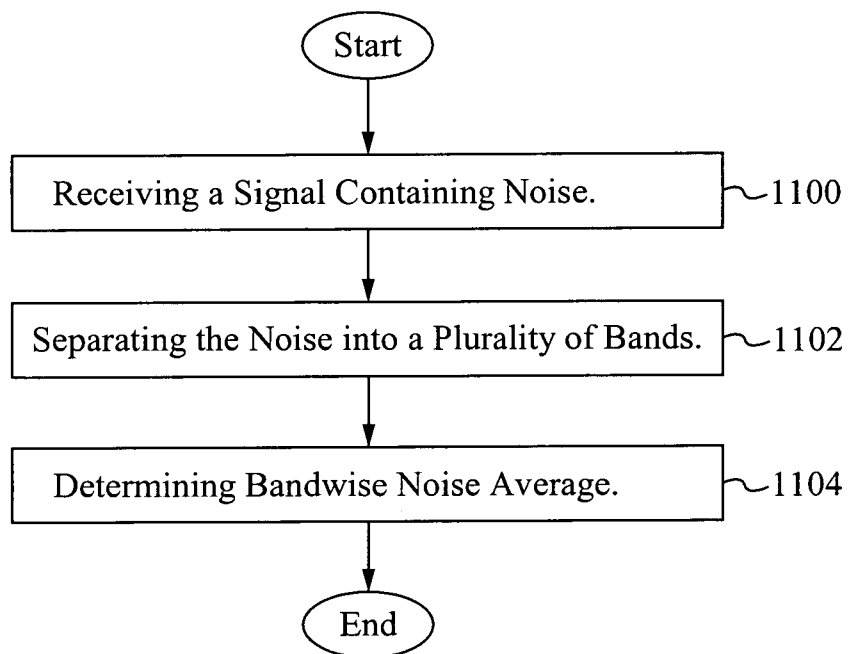 Start
Receiving a Signal Containing Noise.
1100
Separating the Noise into a Plurality of Bands.
1102
Determining Bandwise Noise Average.
1104
End